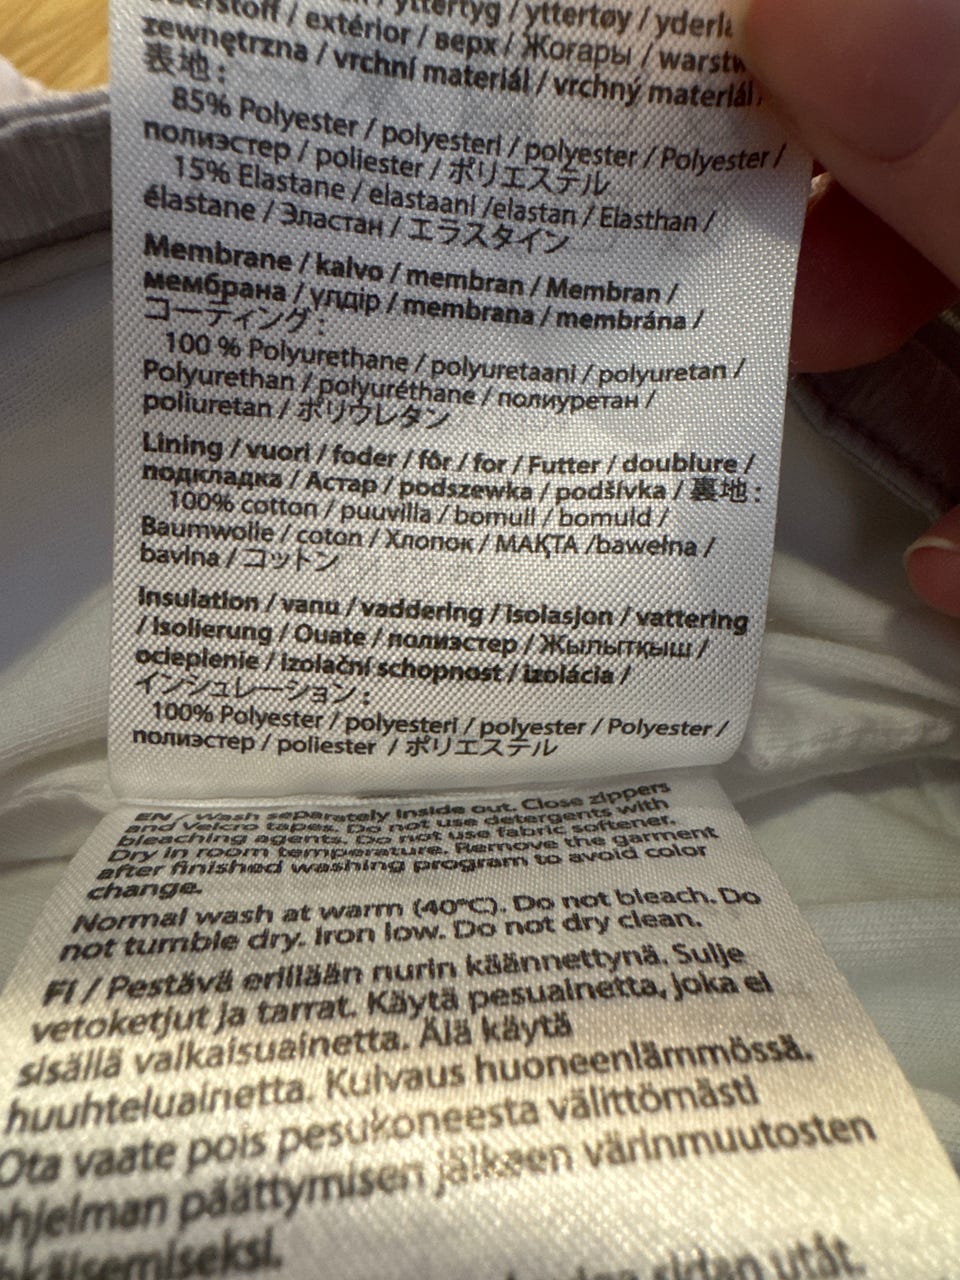 / yttertyg / yttertøy /
/ extérior / верх / Жоғары /
zewnętrzna / vrchní materiál / vrchný materiál,
表地 :
85% Polyester / polyesteri / polyester / Polyester /
полиэстер / poliester / ポリエステル
15% Elastane / elastaani /elastan / Elasthan /
élastane / Эластан / エラスタイン
Membrane / kalvo / membran / Membran /
мембрана / үлдір / membrana / membrána /
コーティング :
100 % Polyurethane / polyuretaani / polyuretan /
Polyurethan / polyuréthane / полиуретан /
poliuretan / ポリウレタン
Lining / vuori / foder / fôr / for / Futter / doublure /
подкладка / Астар / podszewka / podšívka / 裏地 :
100% cotton / puuvilla / bomull / bomuld /
Baumwolle / coton / Хлопок / МАҚТА /bawełna /
bavlna / コットン
Insulation / vanu / vaddering / isolasjon / vattering
/ Isolierung / Ouate / полиэстер / Жылытқыш /
ocieplenie / izolační schopnost / izolácia /
インシュレーション :
100% Polyester / polyesteri / polyester / Polyester /
полиэстер / poliester / ポリエステル
EN / Wash separately inside out. Close zippers
and Velcro tapes. Do not use detergents with
bleaching agents. Do not use fabric softener.
Dry in room temperature. Remove the garment
after finished washing program to avoid color
change.
Normal wash at warm (40°C). Do not bleach. Do
not tumble dry. Iron low. Do not dry clean.
FI / Pestävä erillään nurin käännettynä. Sulje
vetoketjut ja tarrat. Käytä pesuainetta, joka ei
sisällä valkaisuainetta. Älä käytä
huuhteluainetta. Kuivaus huoneenlämmössä.
Ota vaate pois pesukoneesta välittömästi
ohjelman päättymisen jälkeen värinmuutosten
sidan utåt.